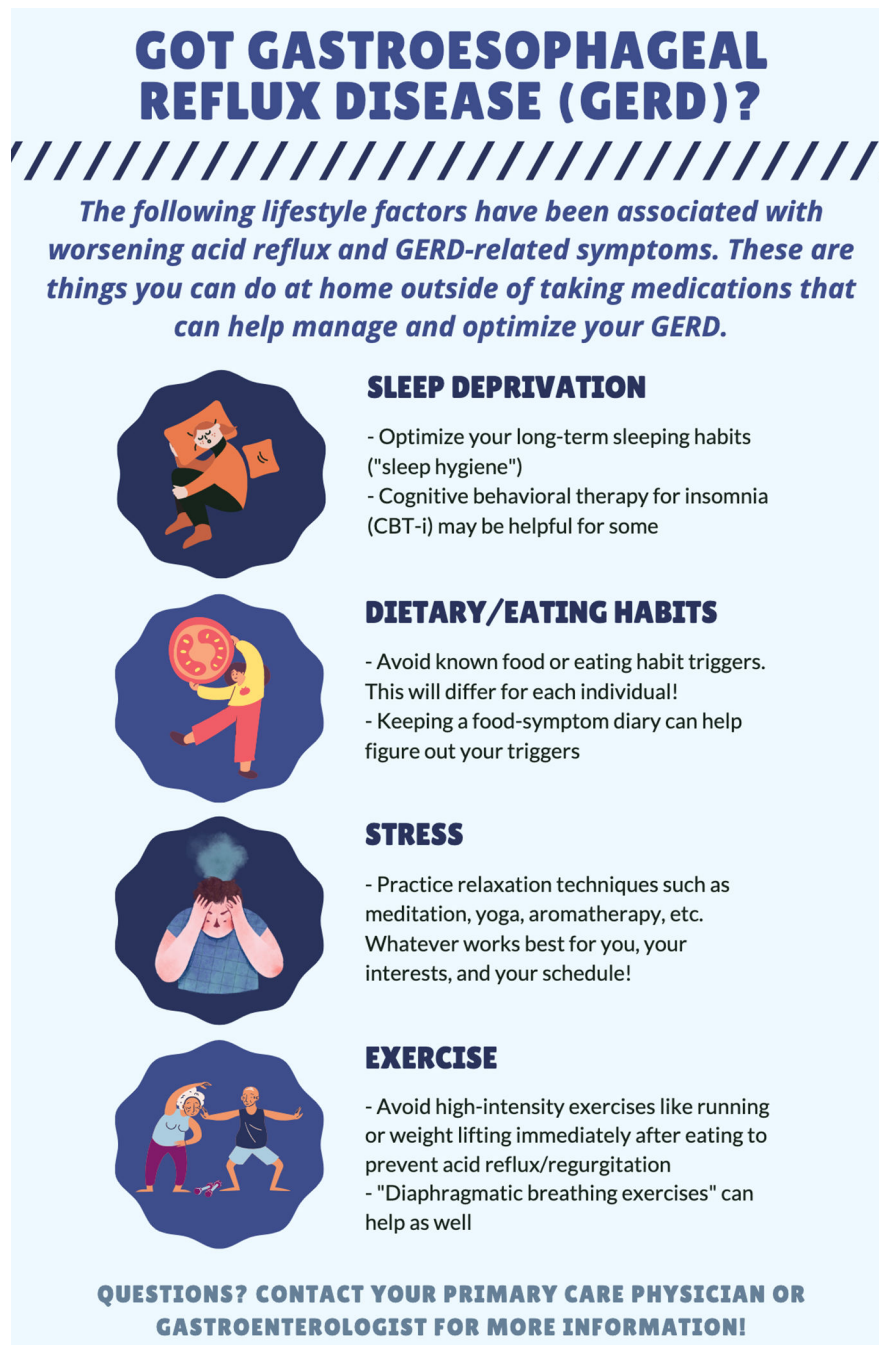 GOT GASTROESOPHAGEAL
REFLUX DISEASE (GERD)?
The following lifestyle factors have been associated with
worsening acid reflux and GERD-related symptoms. These are
things you can do at home outside of taking medications that
can help manage and optimize your GERD.
SLEEP DEPRIVATION
- Optimize your long-term sleeping habits
("sleep hygiene")
- Cognitive behavioral therapy for insomnia
(CBT-i) may be helpful for some
DIETARY/EATING HABITS
- Avoid known food or eating habit triggers.
This will differ for each individual!
- Keeping a food-symptom diary can help
figure out your triggers
STRESS
- Practice relaxation techniques such as
meditation, yoga, aromatherapy, etc.
Whatever works best for you, your
interests, and your schedule!
EXERCISE
- Avoid high-intensity exercises like running
or weight lifting immediately after eating to
prevent acid reflux/regurgitation
- "Diaphragmatic breathing exercises" can
help as well
QUESTIONS? CONTACT YOUR PRIMARY CARE PHYSICIAN OR
GASTROENTEROLOGIST FOR MORE INFORMATION!